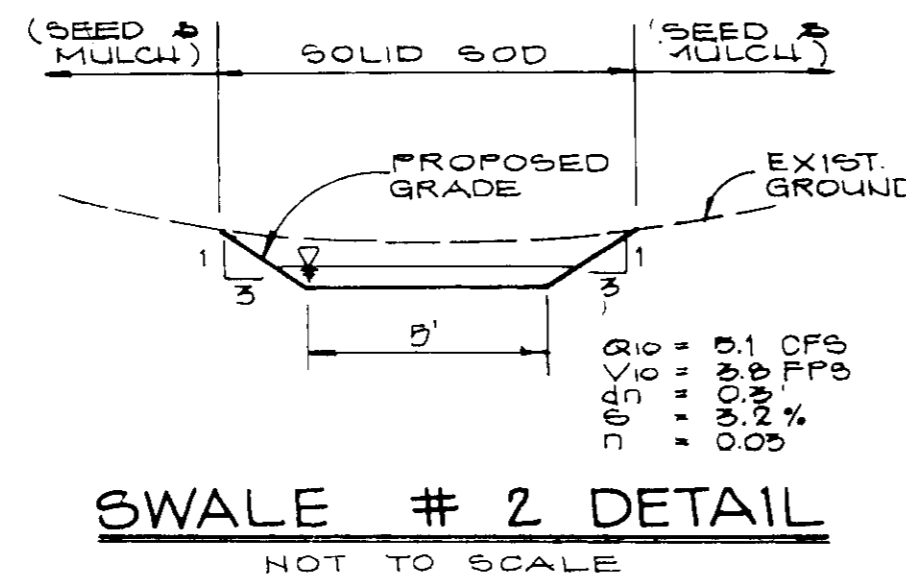 (SEED & MULCH)
SOLID SOD
(SEED & MULCH)
PROPOSED GRADE
EXIST. GROUND
1
3
1
3
5'
Q10 = 5.1 CFS
V10 = 3.8 FPS
dn = 0.3'
S = 3.2%
n = 0.03
SWALE # 2 DETAIL
NOT TO SCALE